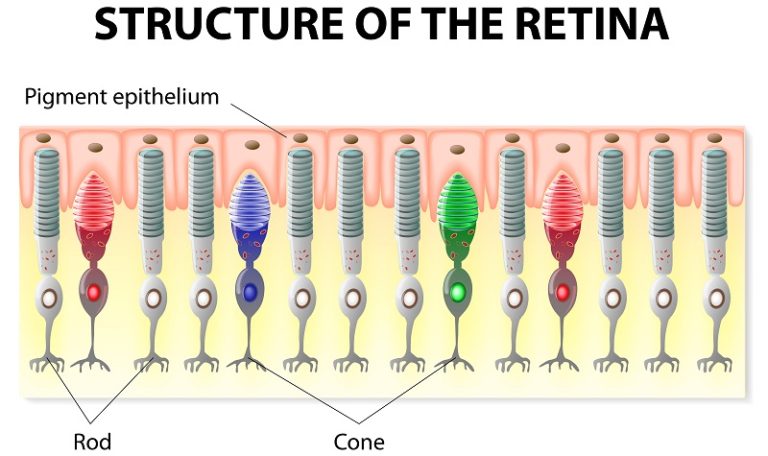 STRUCTURE OF THE RETINA
Pigment epithelium
Rod
Cone